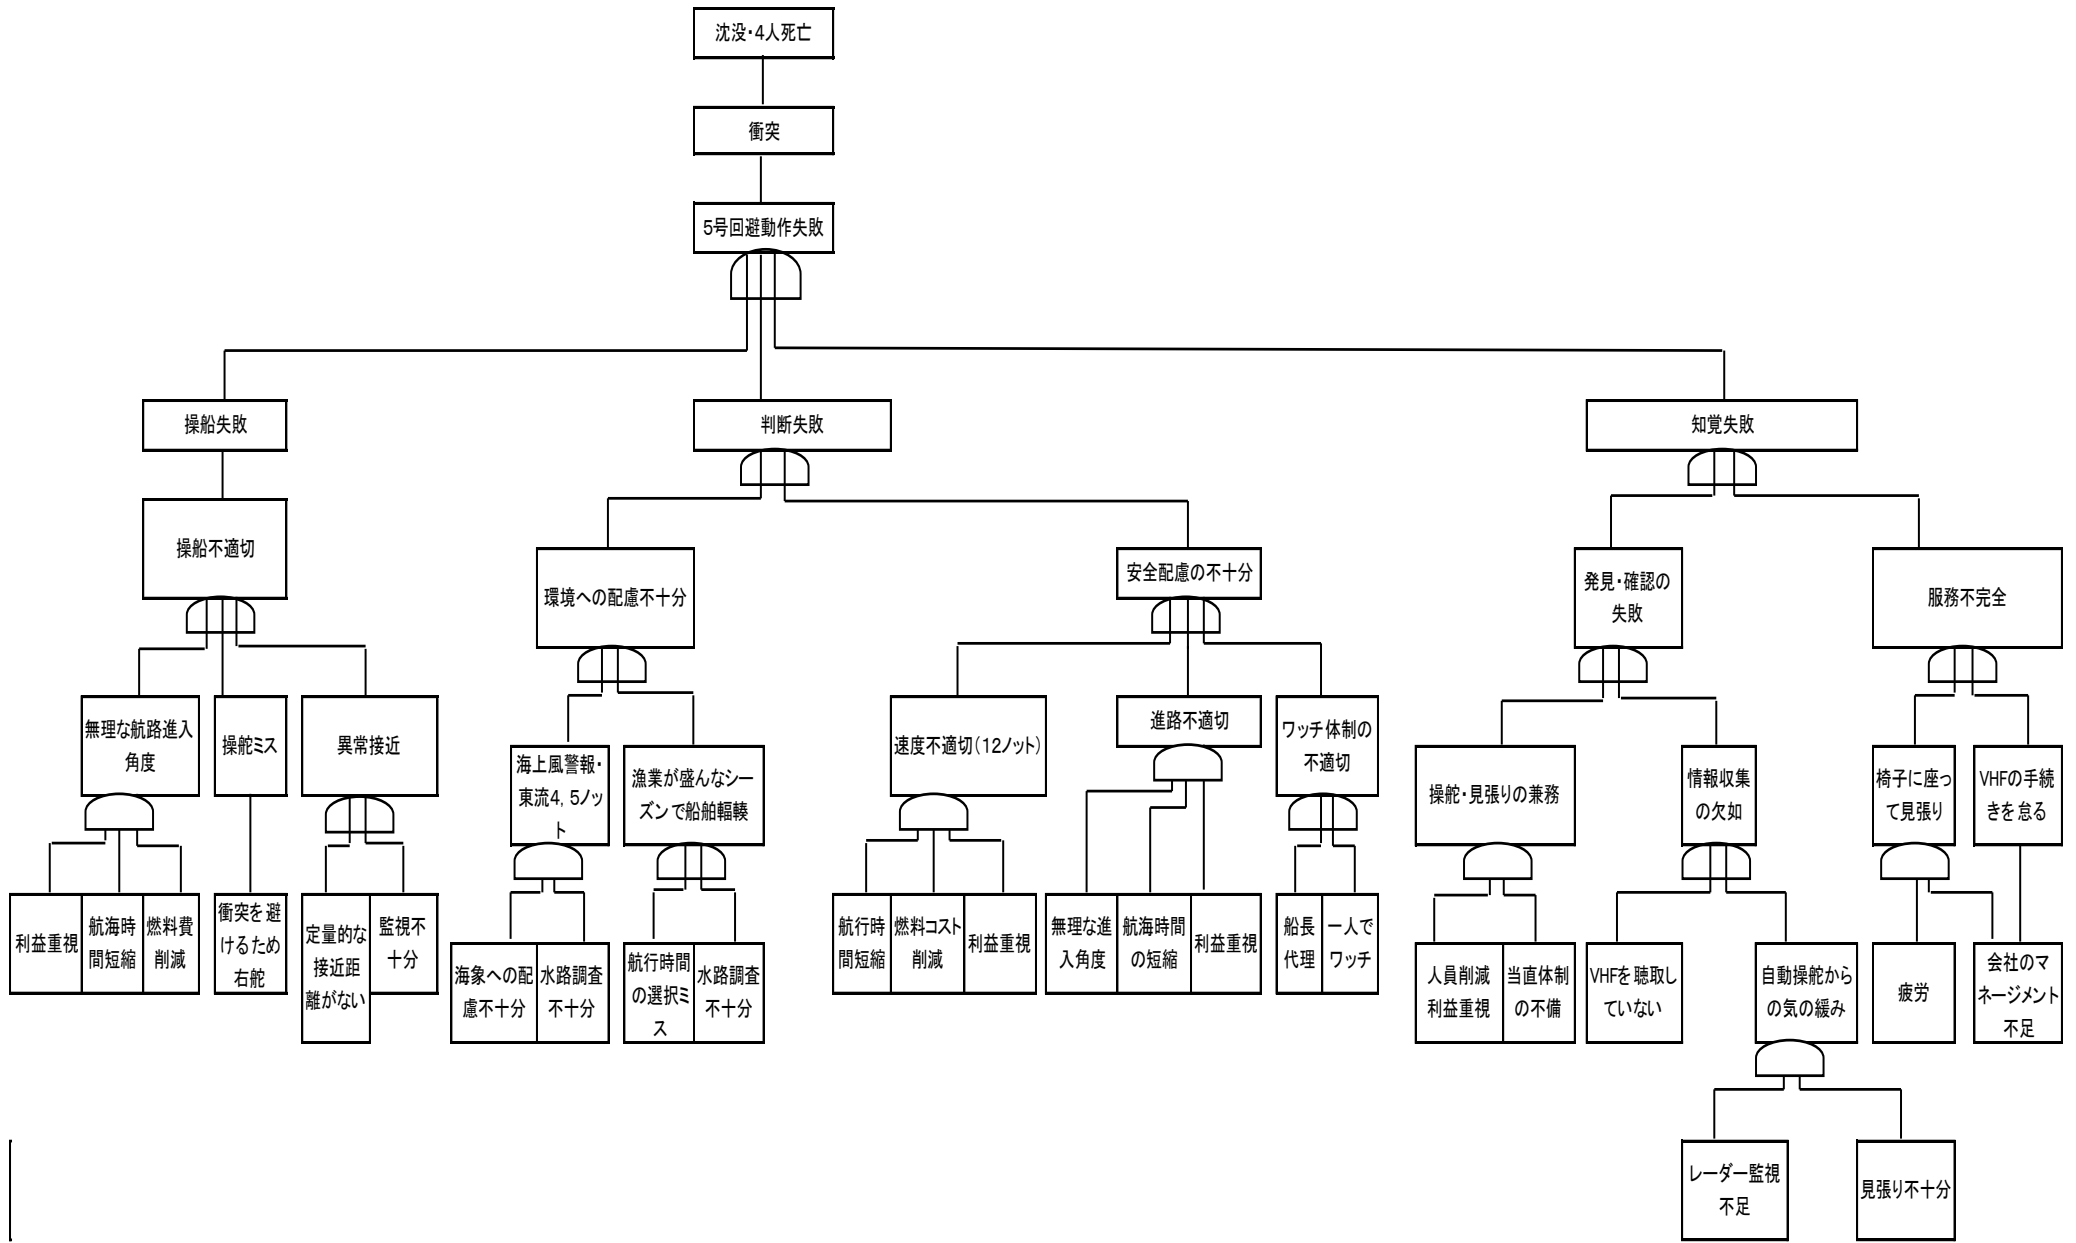 沈没・4人死亡
衝突
5号回避動作失敗
操船失敗
判断失敗
知覚失敗
操船不適切
環境への配慮不十分
安全配慮の不十分
発見・確認の
失敗
服務不完全
無理な航路進入
角度
操舵ミス
異常接近
海上風警報・
東流4, 5ノッ
ト
漁業が盛んなシー
ズンで船舶輻輳
速度不適切(12ノット)
進路不適切
ワッチ体制の
不適切
操舵・見張りの兼務
情報収集
の欠如
椅子に座っ
て見張り
VHFの手続
きを怠る
利益重視
航海時
間短縮
燃料費
削減
衝突を避
けるため
右舵
定量的な
接近距
離がない
監視不
十分
海象への配
慮不十分
水路調査
不十分
航行時間
の選択ミ
ス
水路調査
不十分
航行時
間短縮
燃料コスト
削減
利益重視
無理な進
入角度
航海時間
の短縮
利益重視
船長
代理
一人で
ワッチ
人員削減
利益重視
当直体制
の不備
VHFを聴取し
ていない
自動操舵から
の気の緩み
疲労
会社のマ
ネージメント
不足
レーダー監視
不足
見張り不十分